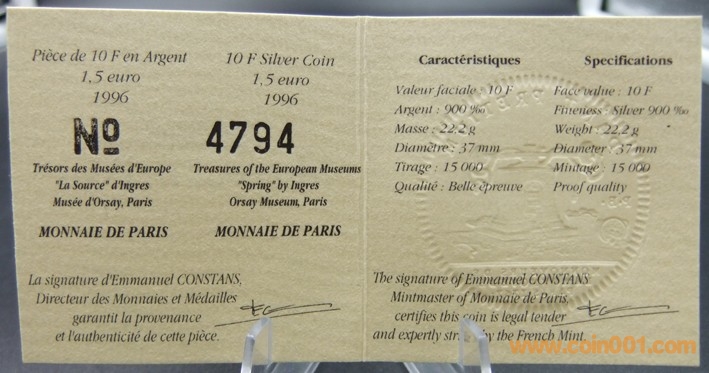 Pièce de 10 F en Argent
1,5 euro
1996
10 F Silver Coin
1,5 euro
1996
Nº 4794
Trésors des Musées d'Europe
"La Source" d'Ingres
Musée d'Orsay, Paris
MONNAIE DE PARIS
Treasures of the European Museums
"Spring" by Ingres
Orsay Museum, Paris
MONNAIE DE PARIS
La signature d'Emmanuel CONSTANS,
Directeur des Monnaies et Médailles
garantit la provenance
et l'authenticité de cette pièce.
Caractéristiques
Valeur faciale : 10 F
Argent : 900 ‰
Masse : 22,2 g
Diamètre : 37 mm
Tirage : 15 000
Qualité : Belle épreuve
Specifications
Face value : 10 F
Fineness : Silver 900 ‰
Weight : 22,2 g
Diameter : 37 mm
Mintage : 15 000
Proof quality
The signature of Emmanuel CONSTANS
Mintmaster of Monnaie de Paris,
certifies this coin is legal tender
and expertly struck by the French Mint
www.coin001.com